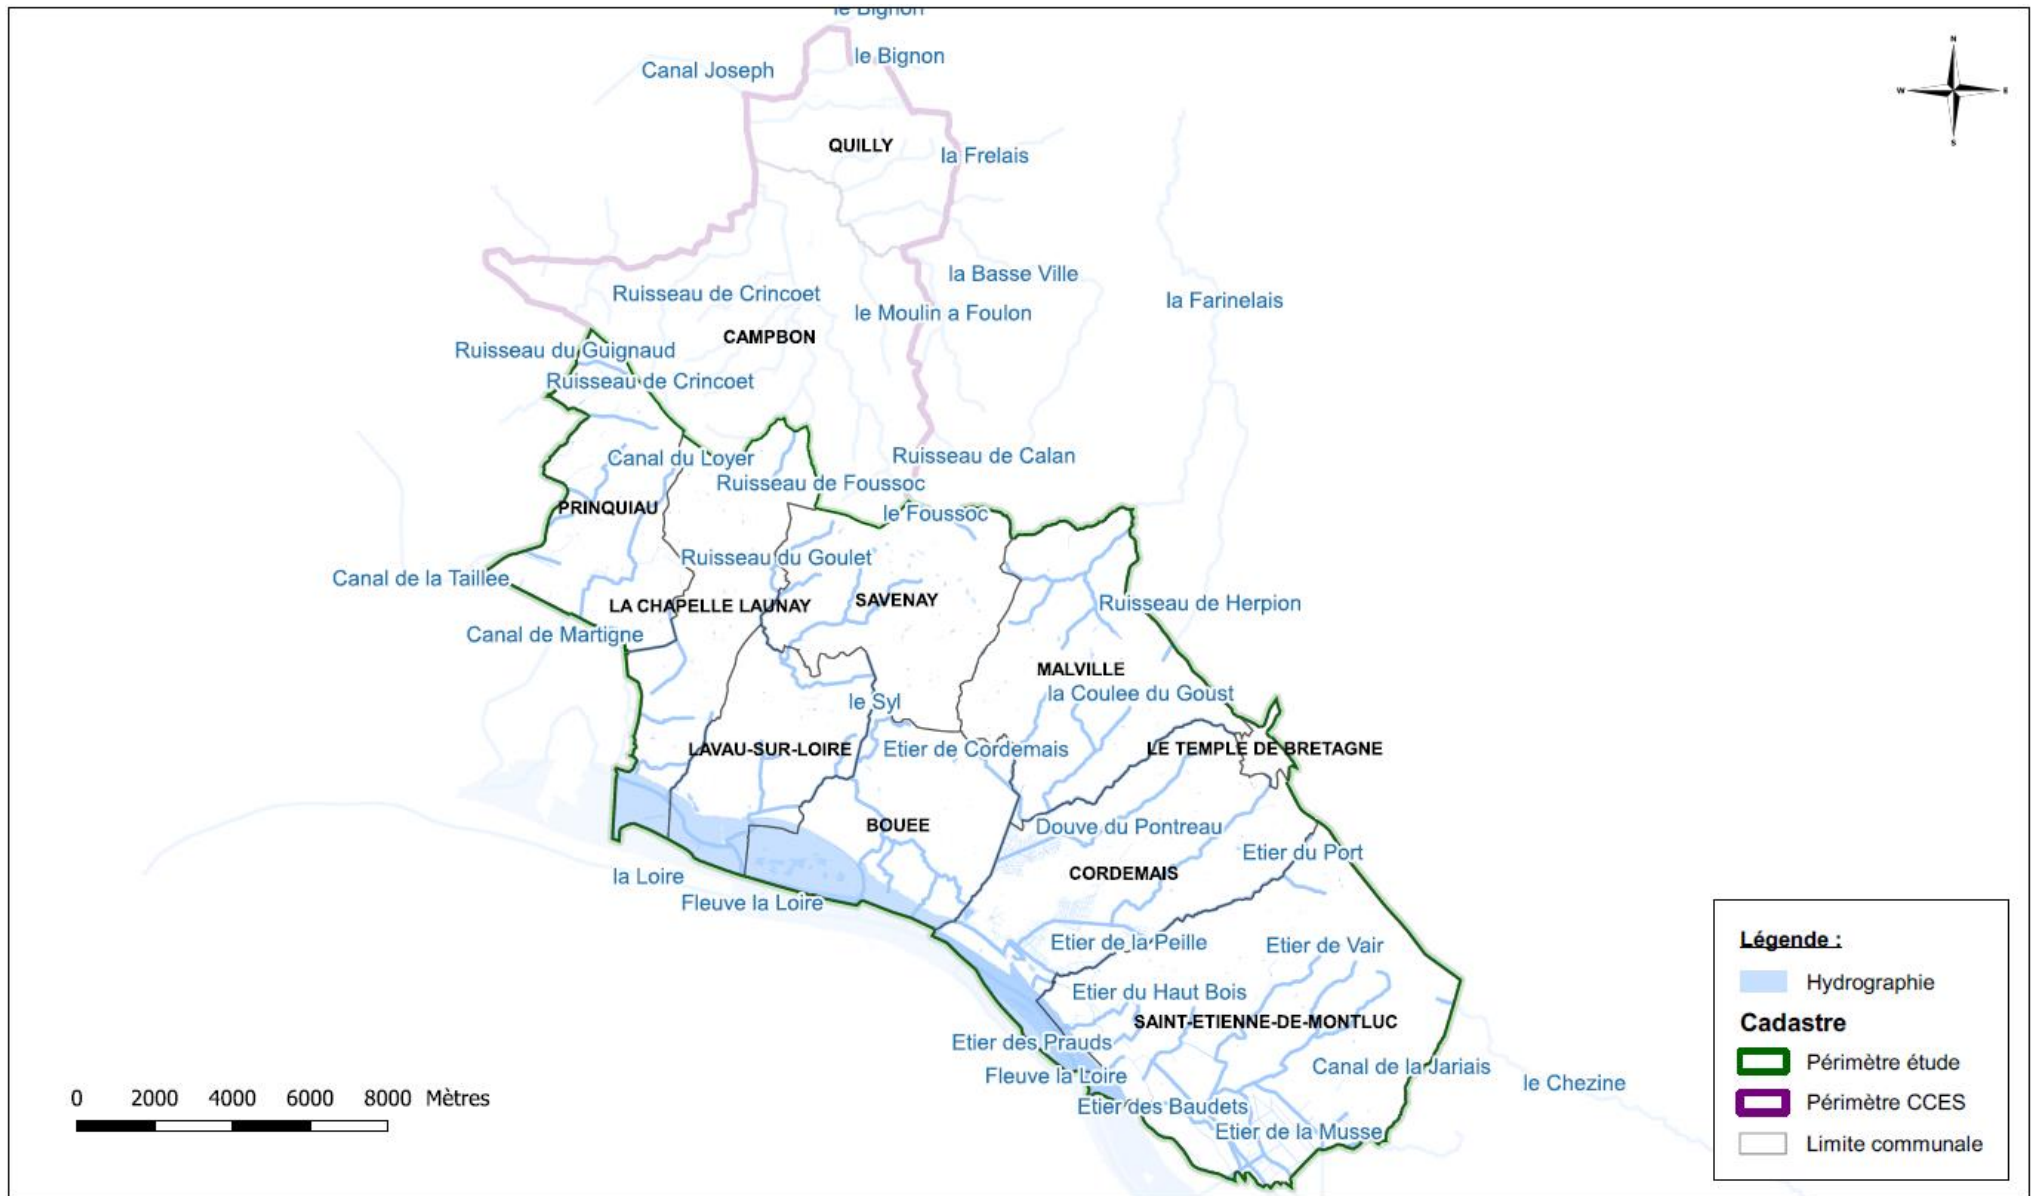 le Bignon
le Bignon
Canal Joseph
N
W
E
S
QUILLY
la Frelais
la Basse Ville
Ruisseau de Crincoet
la Farinelais
le Moulin a Foulon
CAMPBON
Ruisseau du Guignaud
Ruisseau de Crincoet
Canal du Loyer
Ruisseau de Calan
Ruisseau de Foussoc
PRINQUIAU
le Foussoc
Ruisseau du Goulet
Canal de la Taillee
LA CHAPELLE LAUNAY
SAVENAY
Ruisseau de Herpion
Canal de Martigne
MALVILLE
la Coulee du Goust
le Syl
LAVAU-SUR-LOIRE
Etier de Cordemais
LE TEMPLE DE BRETAGNE
BOUEE
Douve du Pontreau
Etier du Port
la Loire
CORDEMAIS
Fleuve la Loire
Etier de la Peille
Etier de Vair
Etier du Haut Bois
SAINT-ETIENNE-DE-MONTLUC
Etier des Prauds
Canal de la Jariais
Fleuve la Loire
le Chezine
Etier des Baudets
Etier de la Musse
0 2000 4000 6000 8000 Mètres
Légende :
Hydrographie
Cadastre
Périmètre étude
Périmètre CCES
Limite communale